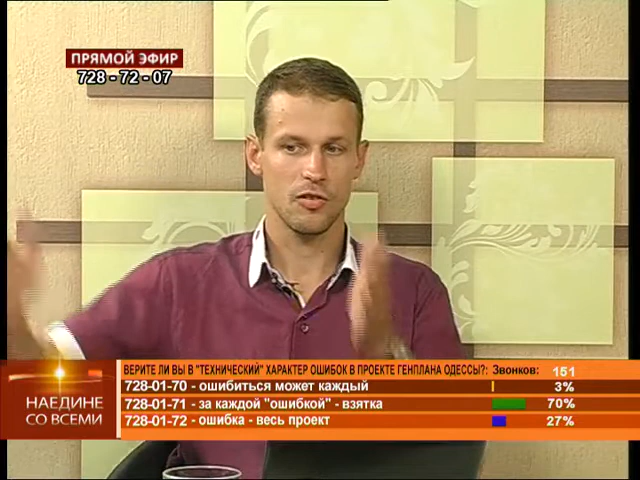 ПРЯМОЙ ЭФИР
728-72-07
ВЕРИТЕ ЛИ ВЫ В "ТЕХНИЧЕСКИЙ" ХАРАКТЕР ОШИБОК В ПРОЕКТЕ ГЕНПЛАНА ОДЕССЫ?: Звонков: 151
728-01-70 - ошибиться может каждый 3%
728-01-71 - за каждой "ошибкой" - взятка 70%
728-01-72 - ошибка - весь проект 27%
НАЕДИНЕ
СО ВСЕМИ